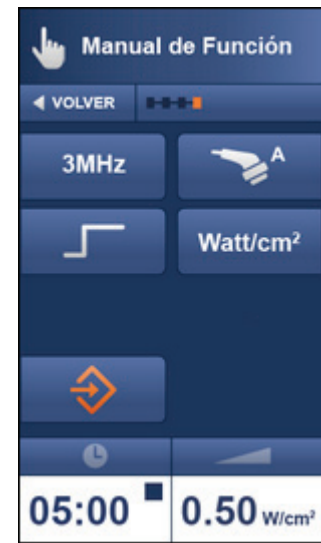 Manual de Función
VOLVER
3MHz
A
Watt/cm²
05:00
0.50 W/cm²